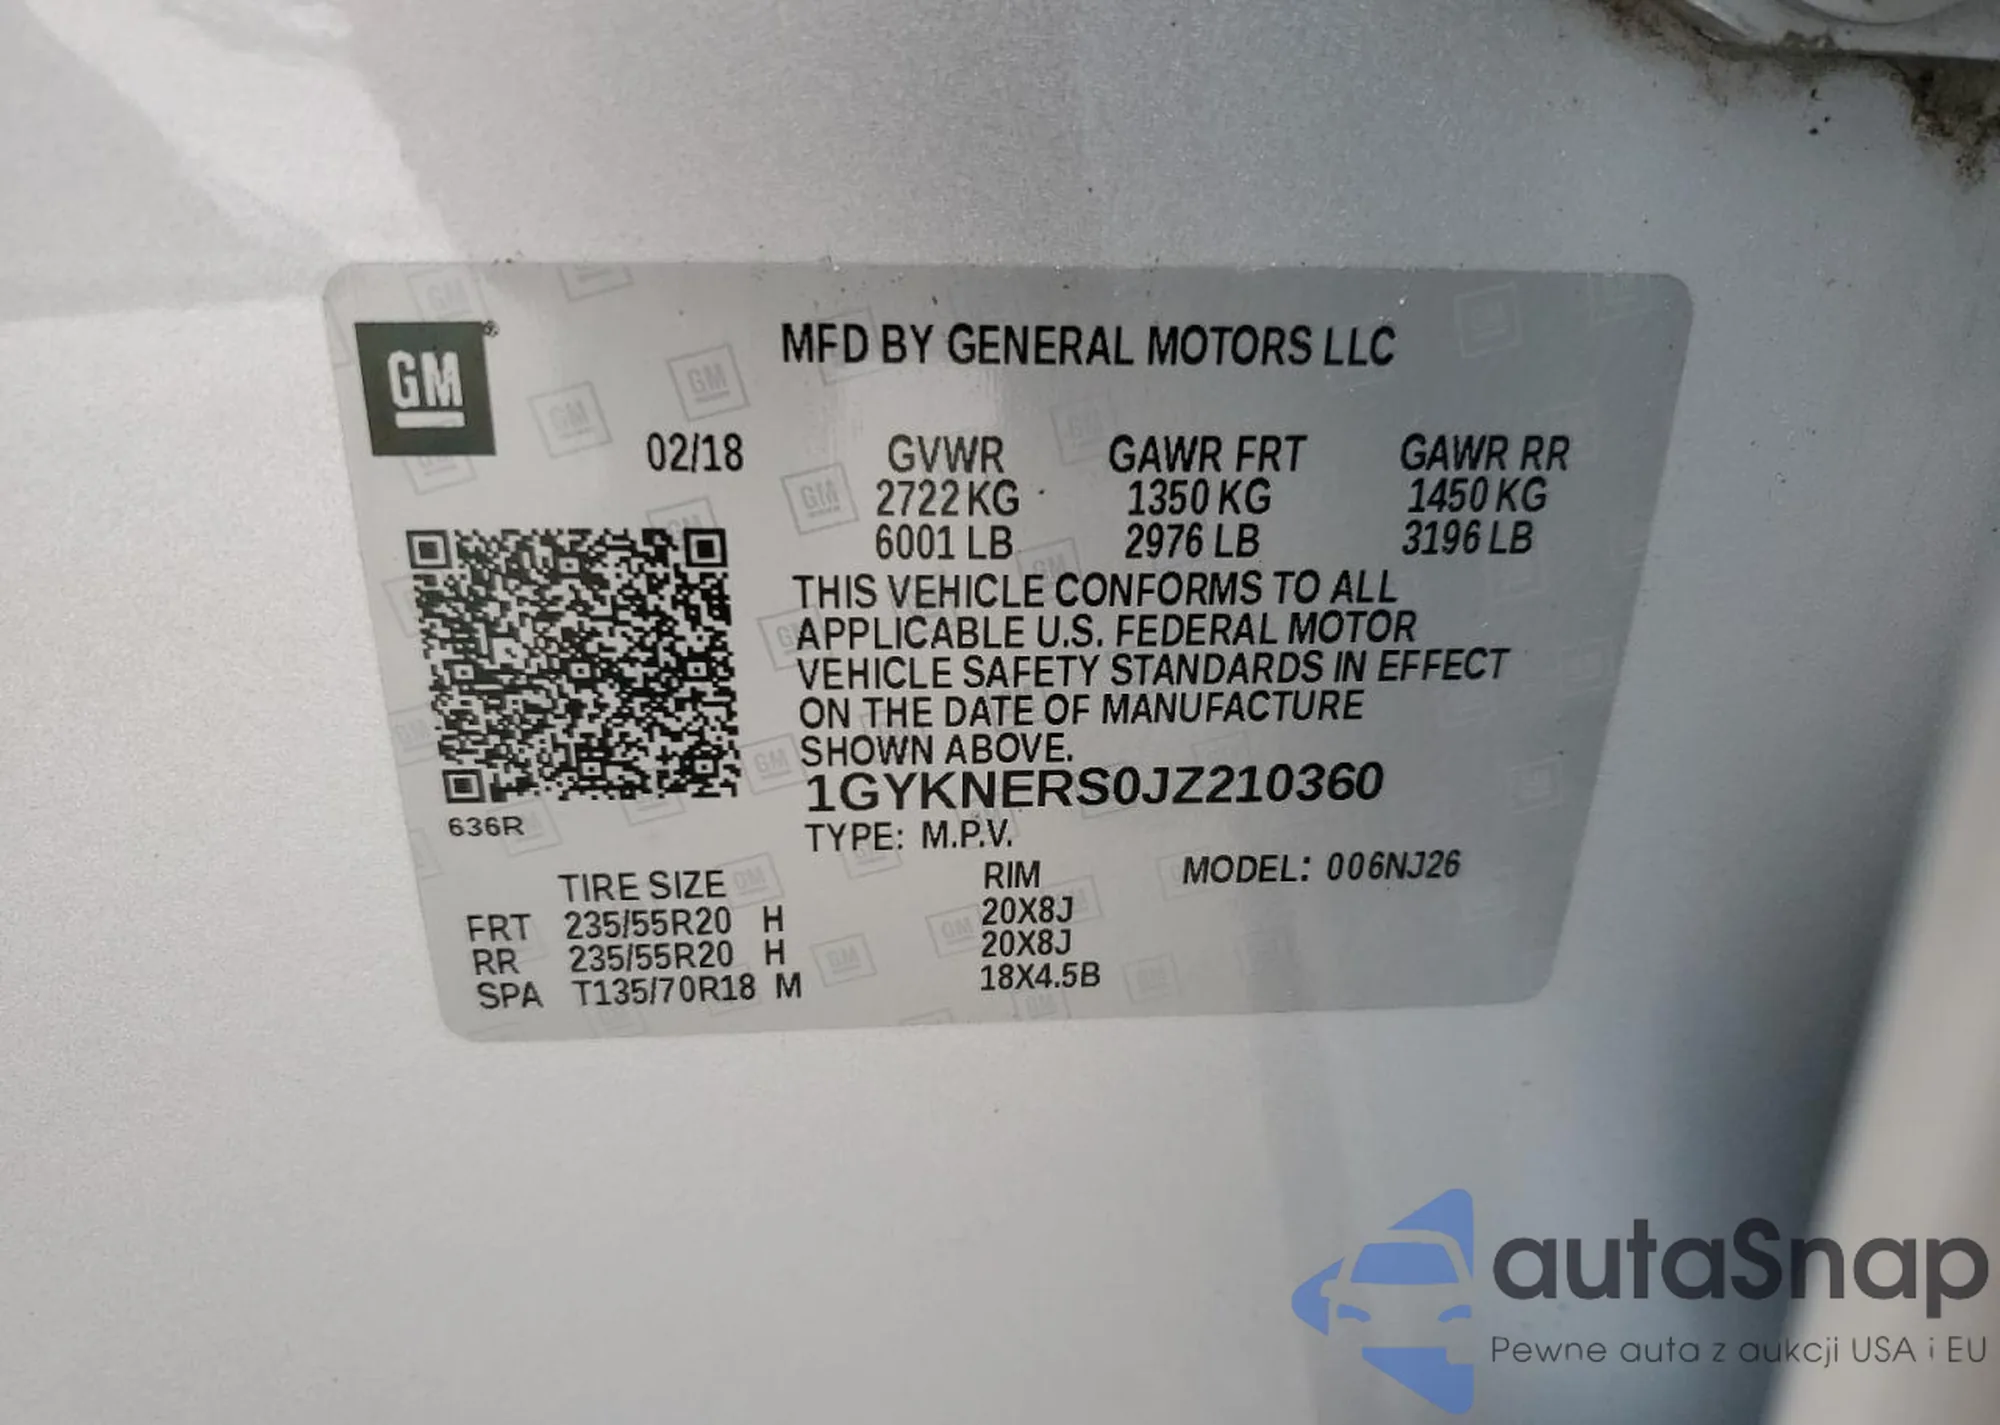 GM
®
MFD BY GENERAL MOTORS LLC
02/18 GVWR GAWR FRT GAWR RR
2722 KG 1350 KG 1450 KG
6001 LB 2976 LB 3196 LB
THIS VEHICLE CONFORMS TO ALL
APPLICABLE U.S. FEDERAL MOTOR
VEHICLE SAFETY STANDARDS IN EFFECT
ON THE DATE OF MANUFACTURE
SHOWN ABOVE.
1GYKNERS0JZ210360
636R
TYPE: M.P.V.
TIRE SIZE RIM MODEL: 006NJ26
FRT 235/55R20 H 20X8J
RR 235/55R20 H 20X8J
SPA T135/70R18 M 18X4.5B
autaSnap
Pewne auta z aukcji USA i EU